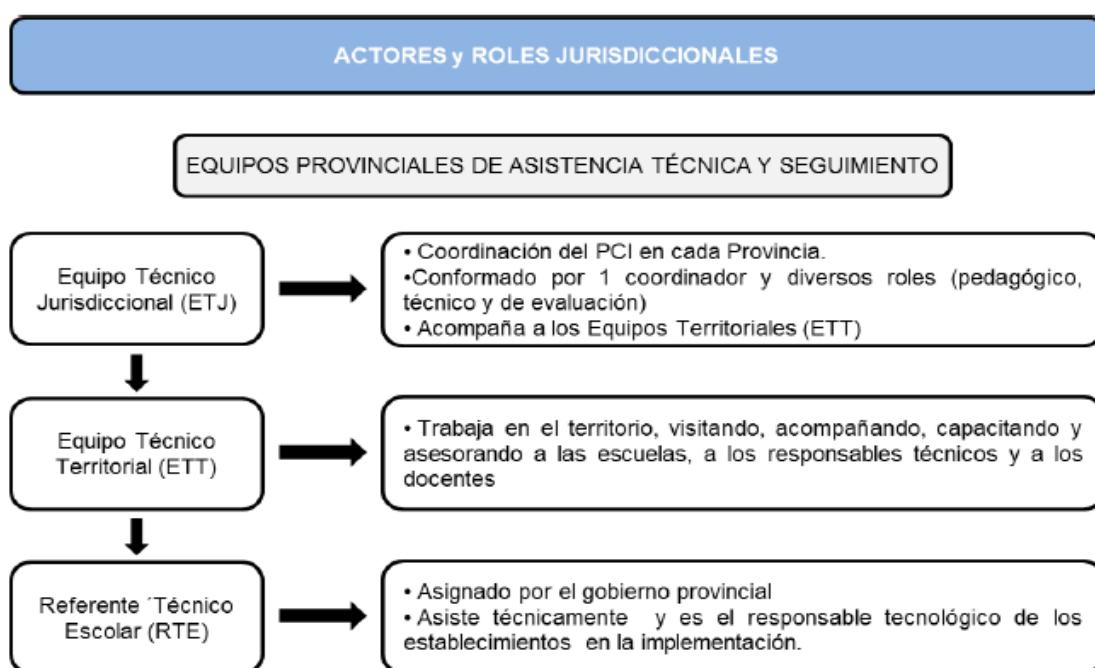 ACTORES y ROLES JURISDICCIONALES
EQUIPOS PROVINCIALES DE ASISTENCIA TÉCNICA Y SEGUIMIENTO
Equipo Técnico
Jurisdiccional (ETJ)
• Coordinación del PCI en cada Provincia.
•Conformado por 1 coordinador y diversos roles (pedagógico,
técnico y de evaluación)
• Acompaña a los Equipos Territoriales (ETT)
Equipo Técnico
Territorial (ETT)
• Trabaja en el territorio, visitando, acompañando, capacitando y
asesorando a las escuelas, a los responsables técnicos y a los
docentes
Referente ´Técnico
Escolar (RTE)
• Asignado por el gobierno provincial
• Asiste técnicamente y es el responsable tecnológico de los
establecimientos en la implementación.